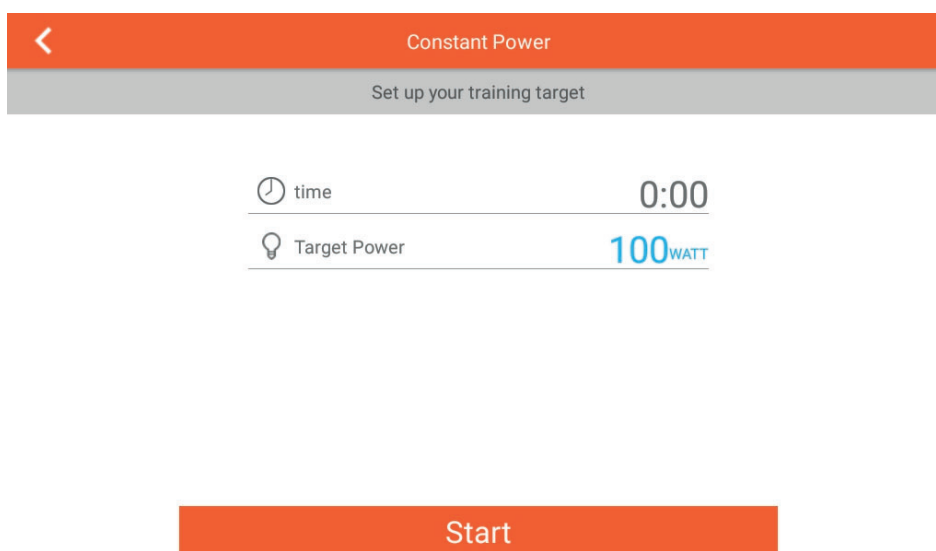 Constant Power
Set up your training target
time 0:00
Target Power 100WATT
Start